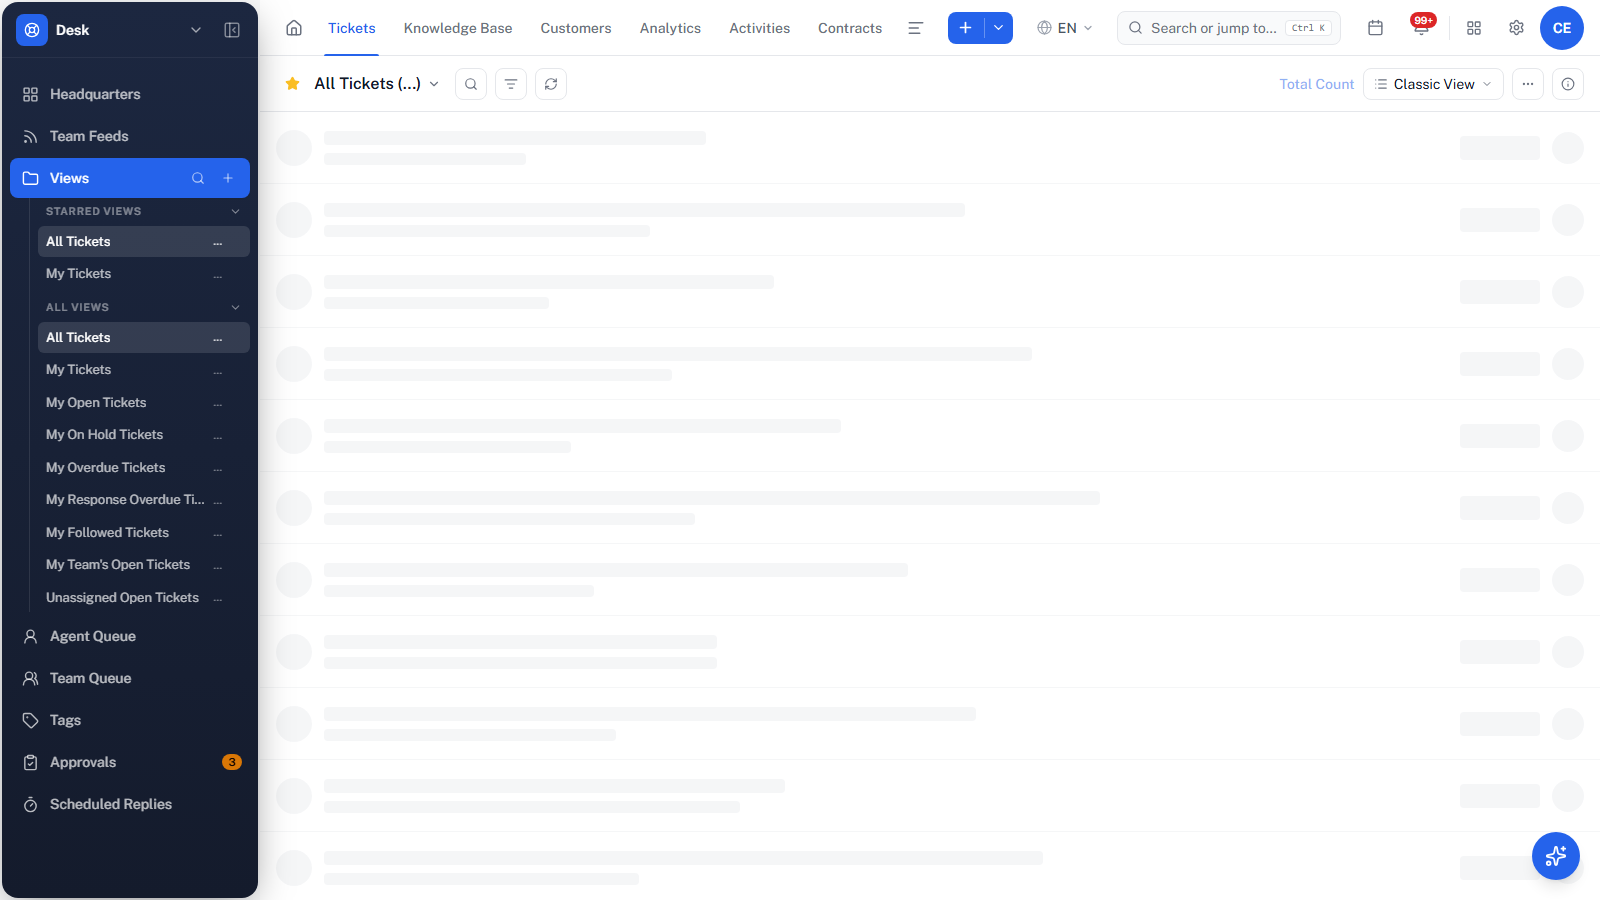 Desk
Headquarters
Team Feeds
Views
STARRED VIEWS
All Tickets ...
My Tickets ...
ALL VIEWS
All Tickets ...
My Tickets ...
My Open Tickets ...
My On Hold Tickets ...
My Overdue Tickets ...
My Response Overdue Ti... ...
My Followed Tickets ...
My Team's Open Tickets ...
Unassigned Open Tickets ...
Agent Queue
Team Queue
Tags
Approvals 3
Scheduled Replies
Tickets Knowledge Base Customers Analytics Activities Contracts EN Search or jump to... Ctrl K 99+ CE
All Tickets (...) Total Count Classic View